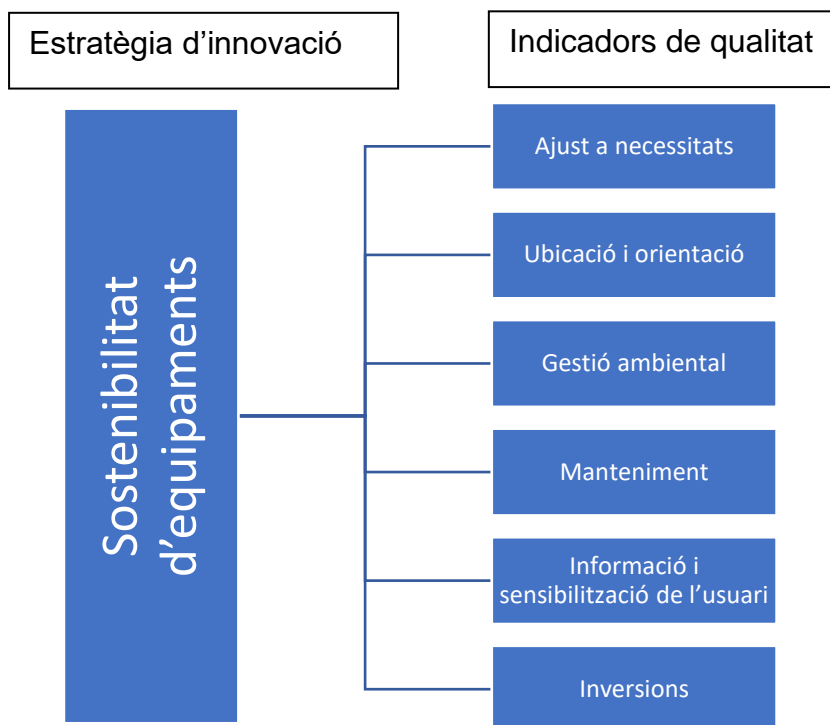 Estratègia d’innovació
Indicadors de qualitat
Sostenibilitat
d’equipaments
Ajust a necessitats
Ubicació i orientació
Gestió ambiental
Manteniment
Informació i
sensibilització de l’usuari
Inversions